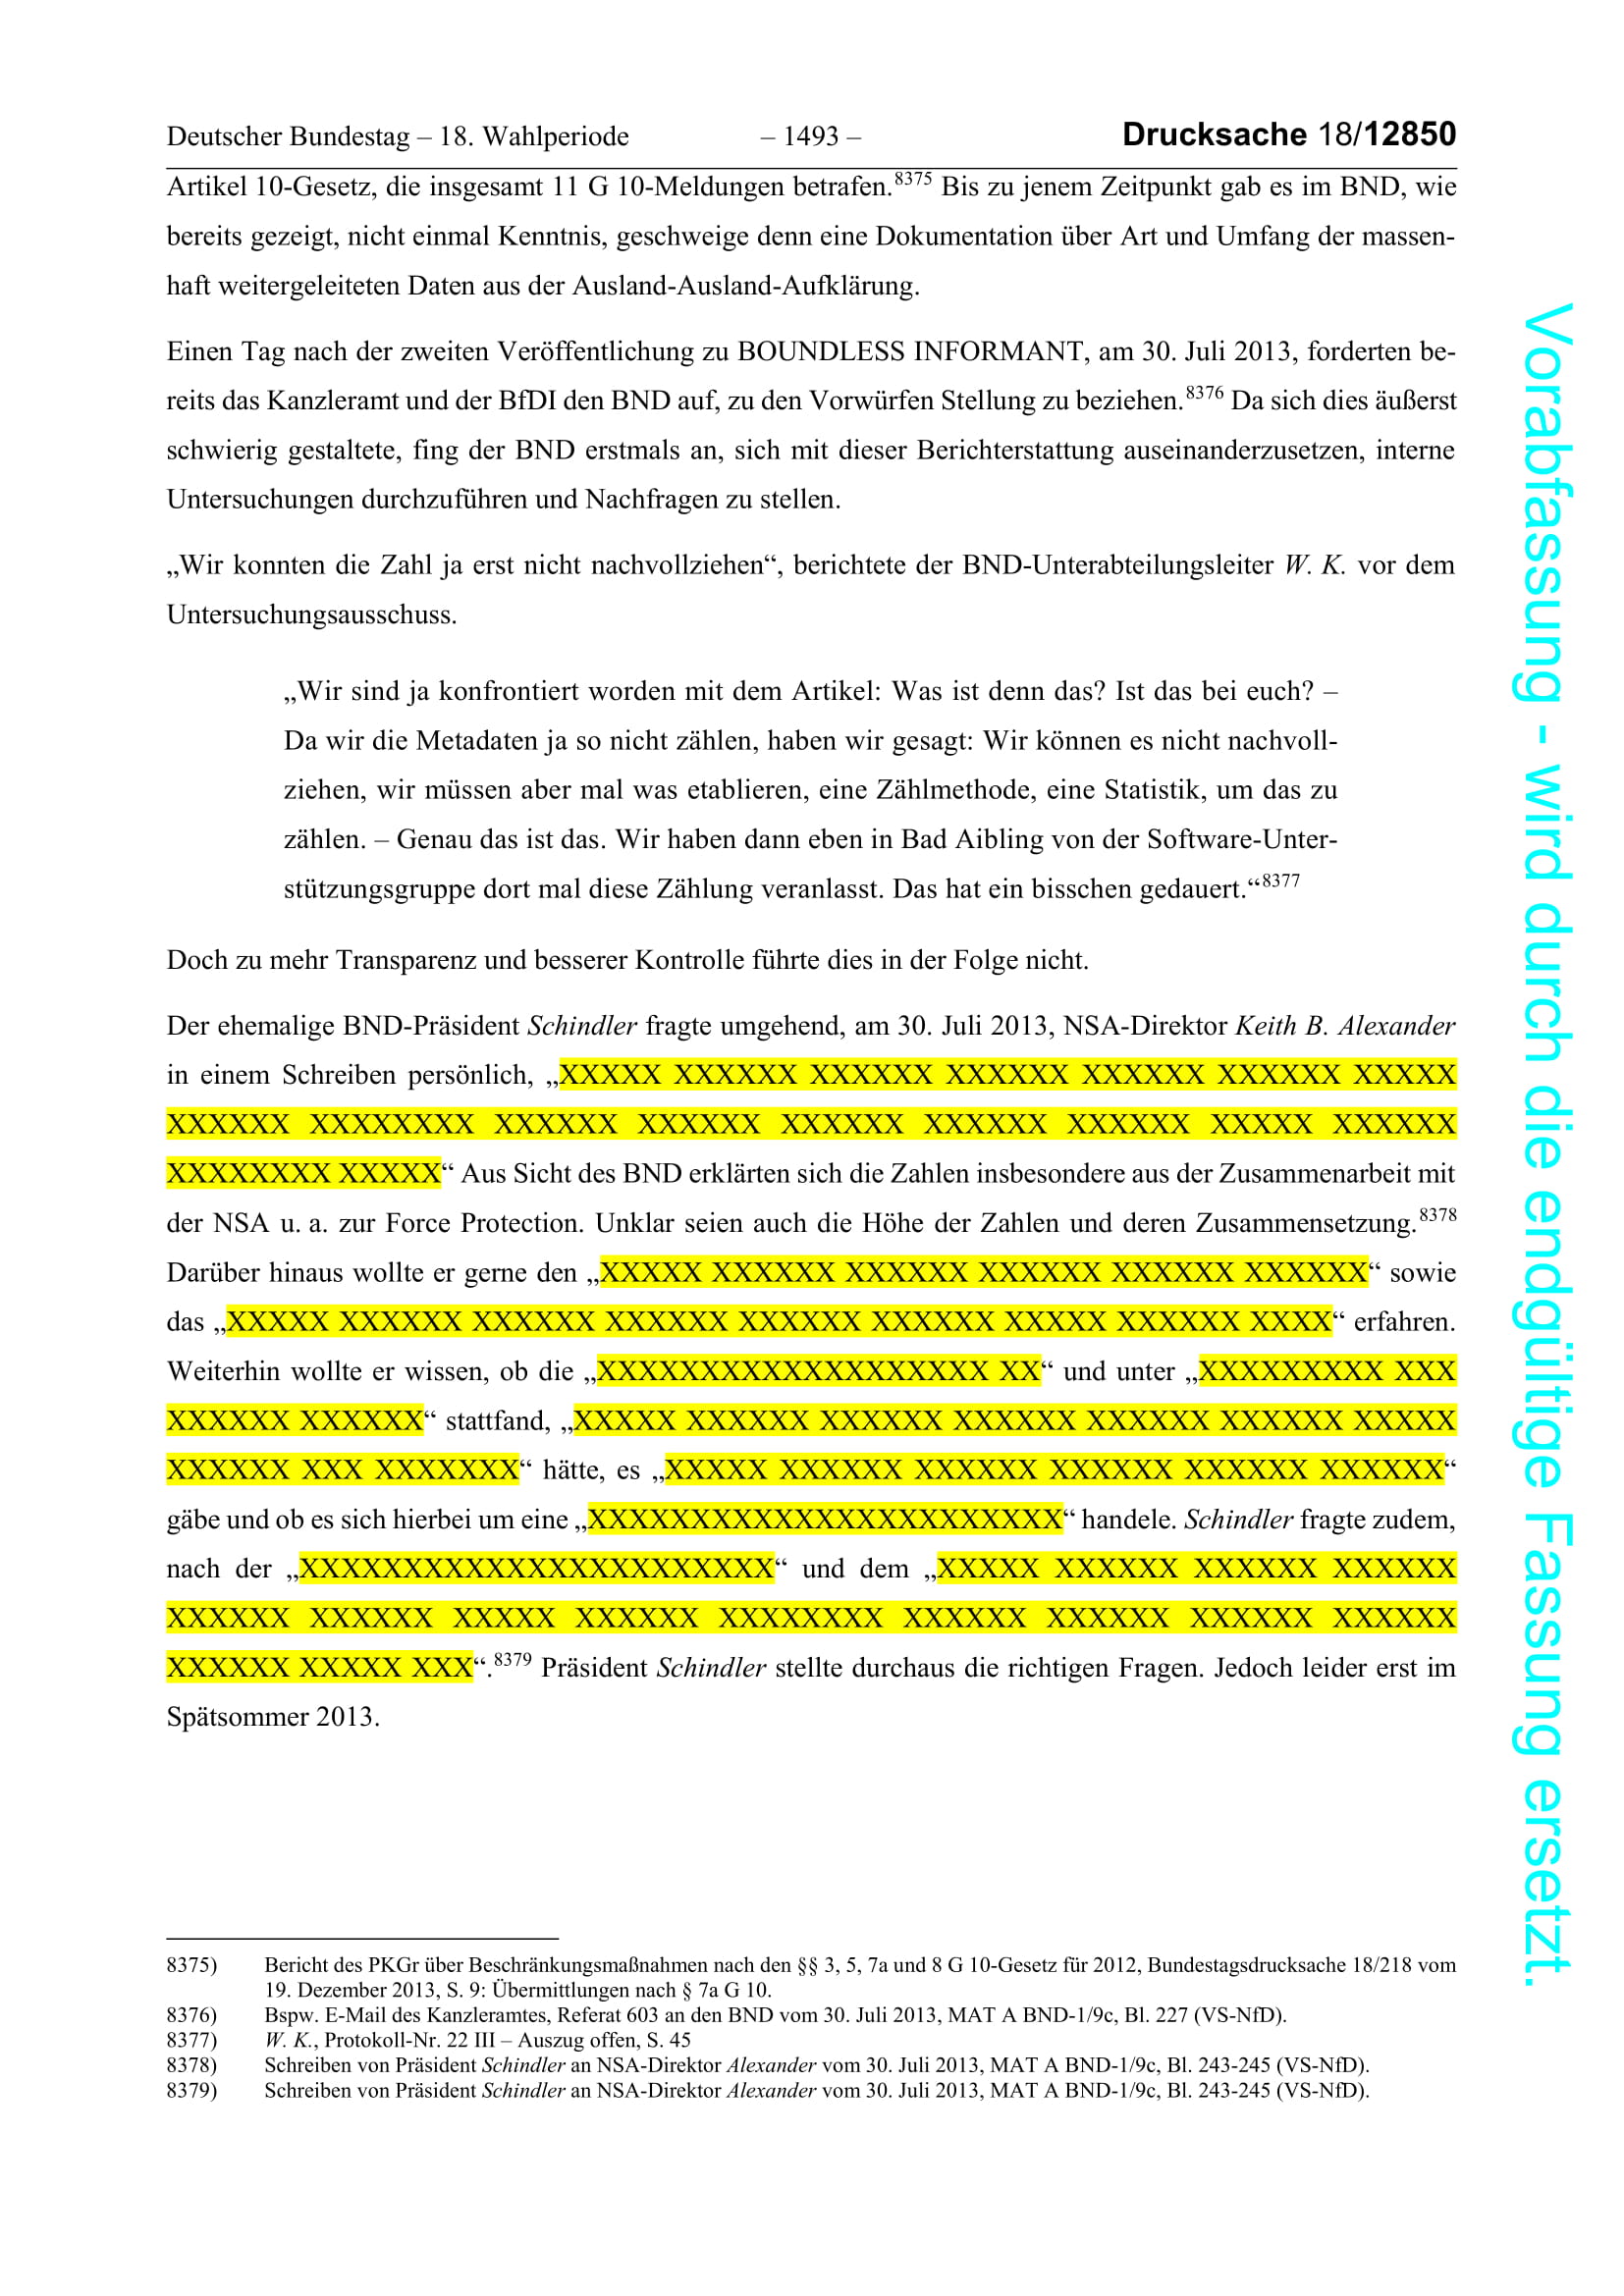 Deutscher Bundestag – 18. Wahlperiode – 1493 – Drucksache 18/12850
Artikel 10-Gesetz, die insgesamt 11 G 10-Meldungen betrafen.8375 Bis zu jenem Zeitpunkt gab es im BND, wie
bereits gezeigt, nicht einmal Kenntnis, geschweige denn eine Dokumentation über Art und Umfang der massen-
haft weitergeleiteten Daten aus der Ausland-Ausland-Aufklärung.
Einen Tag nach der zweiten Veröffentlichung zu BOUNDLESS INFORMANT, am 30. Juli 2013, forderten be-
reits das Kanzleramt und der BfDI den BND auf, zu den Vorwürfen Stellung zu beziehen.8376 Da sich dies äußerst
schwierig gestaltete, fing der BND erstmals an, sich mit dieser Berichterstattung auseinanderzusetzen, interne
Untersuchungen durchzuführen und Nachfragen zu stellen.
„Wir konnten die Zahl ja erst nicht nachvollziehen“, berichtete der BND-Unterabteilungsleiter W. K. vor dem
Untersuchungsausschuss.
„Wir sind ja konfrontiert worden mit dem Artikel: Was ist denn das? Ist das bei euch? –
Da wir die Metadaten ja so nicht zählen, haben wir gesagt: Wir können es nicht nachvoll-
ziehen, wir müssen aber mal was etablieren, eine Zählmethode, eine Statistik, um das zu
zählen. – Genau das ist das. Wir haben dann eben in Bad Aibling von der Software-Unter-
stützungsgruppe dort mal diese Zählung veranlasst. Das hat ein bisschen gedauert.“8377
Doch zu mehr Transparenz und besserer Kontrolle führte dies in der Folge nicht.
Der ehemalige BND-Präsident Schindler fragte umgehend, am 30. Juli 2013, NSA-Direktor Keith B. Alexander
in einem Schreiben persönlich, „XXXXX XXXXXX XXXXXX XXXXXX XXXXXX XXXXXX XXXXX
XXXXXX XXXXXXXX XXXXXX XXXXXX XXXXXX XXXXXX XXXXXX XXXXX XXXXXX
XXXXXXXX XXXXX“ Aus Sicht des BND erklärten sich die Zahlen insbesondere aus der Zusammenarbeit mit
der NSA u. a. zur Force Protection. Unklar seien auch die Höhe der Zahlen und deren Zusammensetzung.8378
Darüber hinaus wollte er gerne den „XXXXX XXXXXX XXXXXX XXXXXX XXXXXX XXXXXX“ sowie
das „XXXXX XXXXXX XXXXXX XXXXXX XXXXXX XXXXXX XXXXX XXXXXX XXXX“ erfahren.
Weiterhin wollte er wissen, ob die „XXXXXXXXXXXXXXXXXXX XX“ und unter „XXXXXXXXX XXX
XXXXXX XXXXXX“ stattfand, „XXXXX XXXXXX XXXXXX XXXXXX XXXXXX XXXXXX XXXXX
XXXXXX XXX XXXXXXX“ hätte, es „XXXXX XXXXXX XXXXXX XXXXXX XXXXXX XXXXXX“
gäbe und ob es sich hierbei um eine „XXXXXXXXXXXXXXXXXXXXXXX“ handele. Schindler fragte zudem,
nach der „XXXXXXXXXXXXXXXXXXXXXXX“ und dem „XXXXX XXXXXX XXXXXX XXXXXX
XXXXXX XXXXXX XXXXX XXXXXX XXXXXXXX XXXXXX XXXXXX XXXXXX XXXXXX
XXXXXX XXXXX XXX“.8379 Präsident Schindler stellte durchaus die richtigen Fragen. Jedoch leider erst im
Spätsommer 2013.
8375) Bericht des PKGr über Beschränkungsmaßnahmen nach den §§ 3, 5, 7a und 8 G 10-Gesetz für 2012, Bundestagsdrucksache 18/218 vom
19. Dezember 2013, S. 9: Übermittlungen nach § 7a G 10.
8376) Bspw. E-Mail des Kanzleramtes, Referat 603 an den BND vom 30. Juli 2013, MAT A BND-1/9c, Bl. 227 (VS-NfD).
8377) W. K., Protokoll-Nr. 22 III – Auszug offen, S. 45
8378) Schreiben von Präsident Schindler an NSA-Direktor Alexander vom 30. Juli 2013, MAT A BND-1/9c, Bl. 243-245 (VS-NfD).
8379) Schreiben von Präsident Schindler an NSA-Direktor Alexander vom 30. Juli 2013, MAT A BND-1/9c, Bl. 243-245 (VS-NfD).
Vorabfassung - wird durch die endgültige Fassung ersetzt.